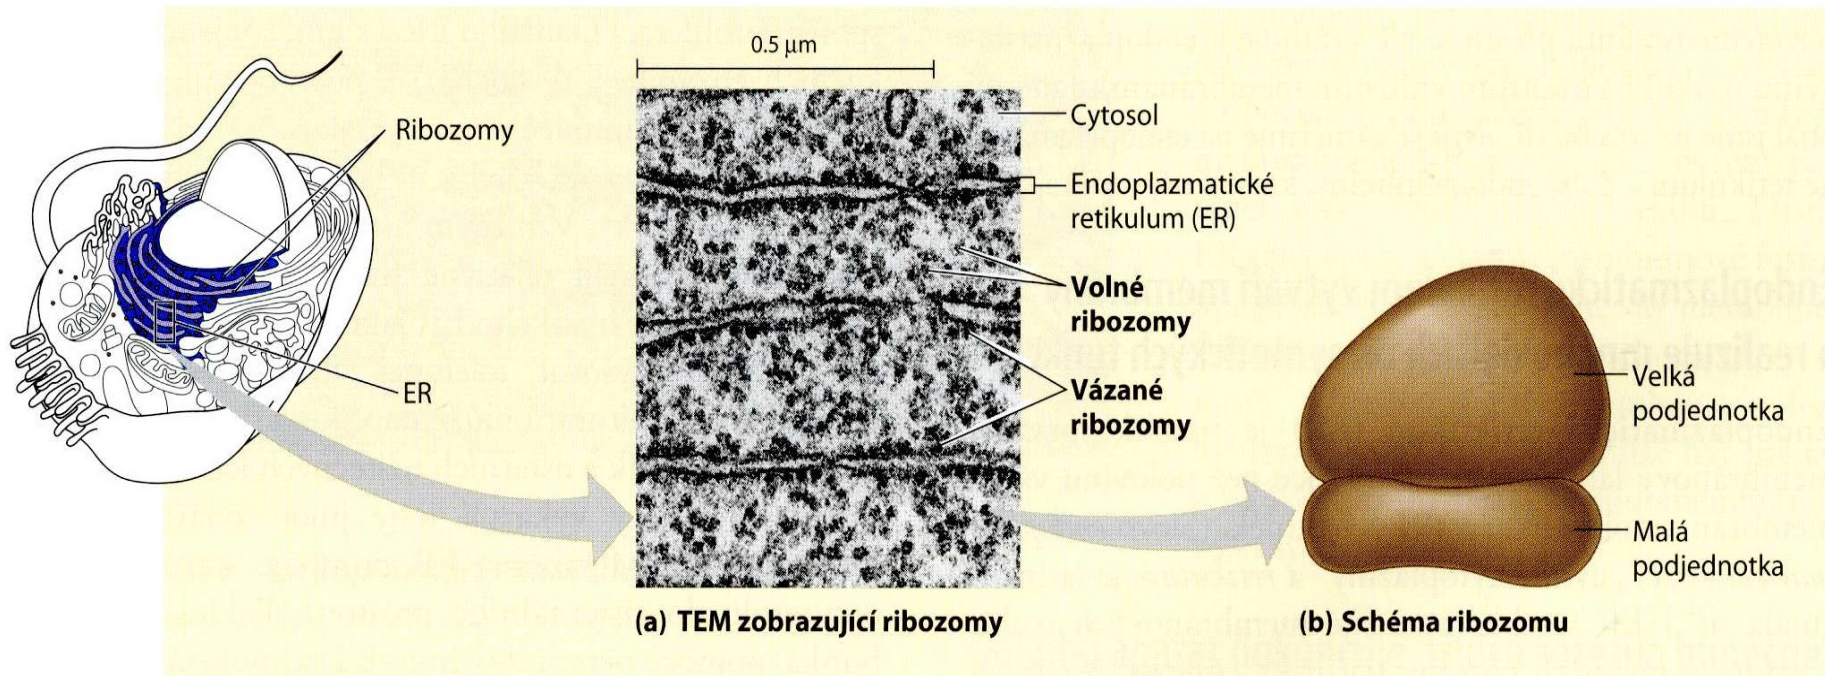 Ribozomy
ER
0.5 µm
Cytosol
Endoplazmatické
retikulum (ER)
Volné
ribozomy
Vázané
ribozomy
(a) TEM zobrazující ribozomy
Velká
podjednotka
Malá
podjednotka
(b) Schéma ribozomu